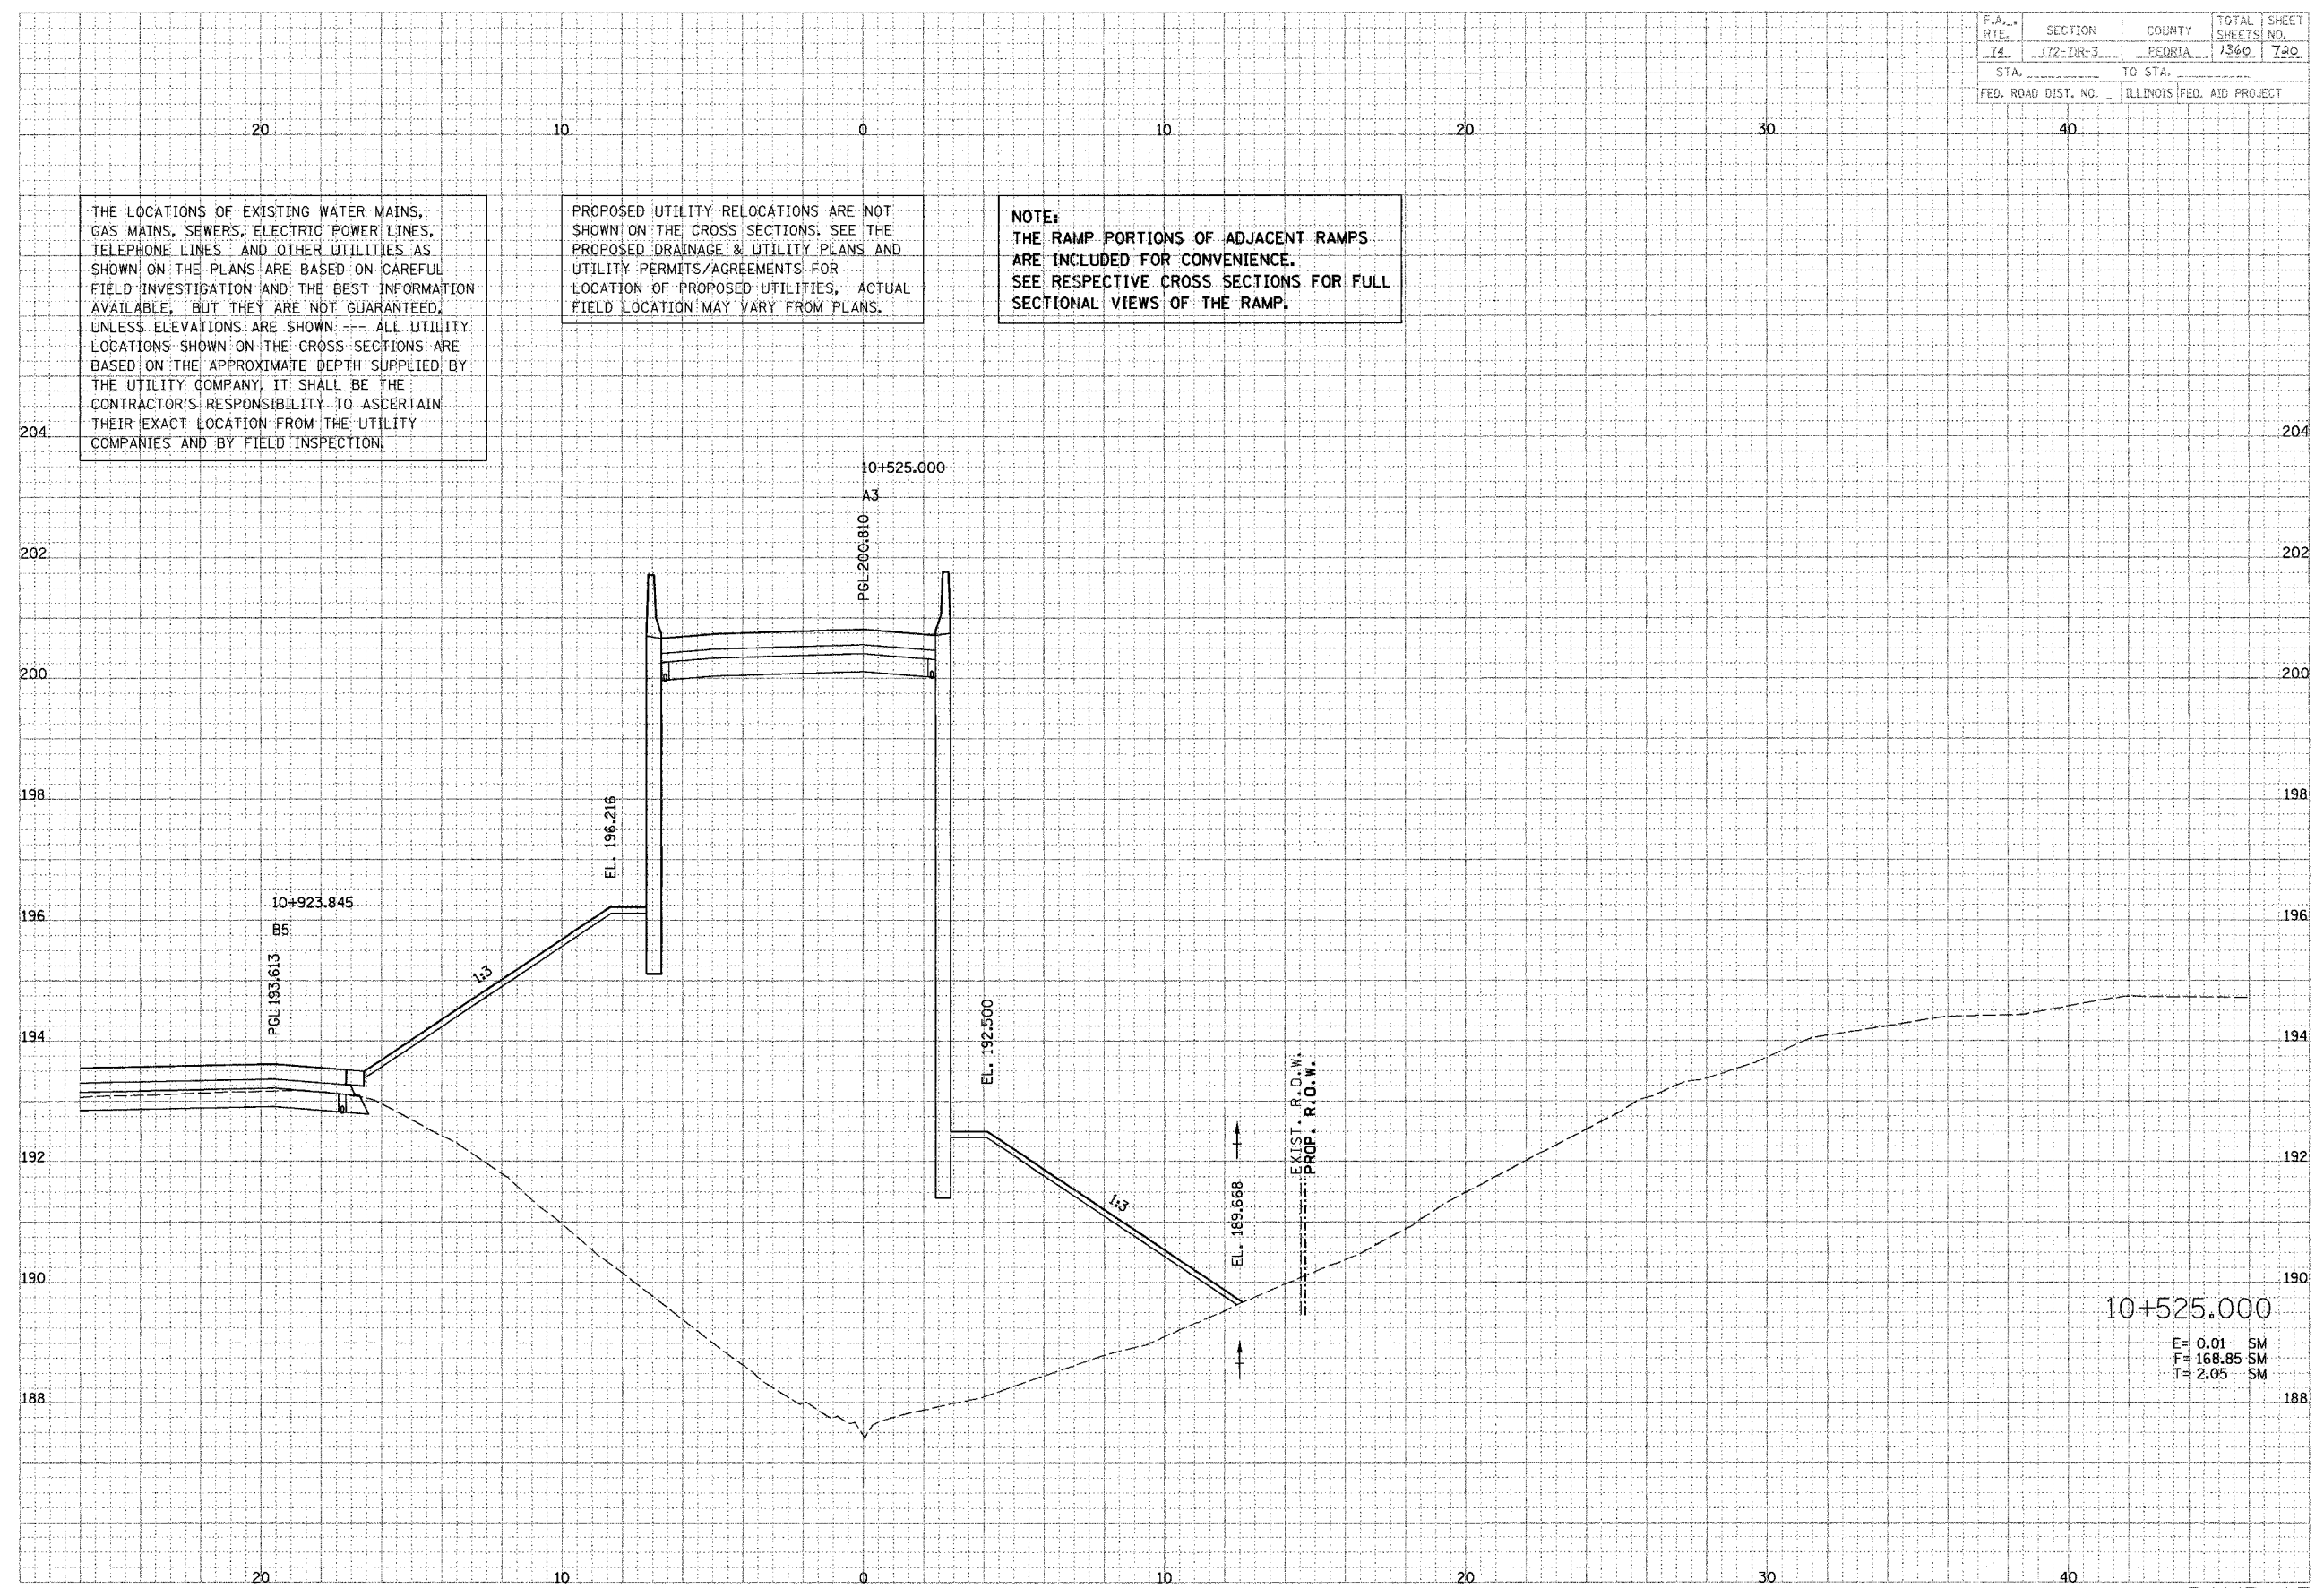 F.A._. RTE. SECTION COUNTY TOTAL SHEETS SHEET NO.
74 (72-7)R-3 PEORIA 1360 720
STA. TO STA.
FED. ROAD DIST. NO. _ ILLINOIS FED. AID PROJECT
20 10 0 10 20 30 40
THE LOCATIONS OF EXISTING WATER MAINS,
GAS MAINS, SEWERS, ELECTRIC POWER LINES,
TELEPHONE LINES AND OTHER UTILITIES AS
SHOWN ON THE PLANS ARE BASED ON CAREFUL
FIELD INVESTIGATION AND THE BEST INFORMATION
AVAILABLE, BUT THEY ARE NOT GUARANTEED,
UNLESS ELEVATIONS ARE SHOWN --- ALL UTILITY
LOCATIONS SHOWN ON THE CROSS SECTIONS ARE
BASED ON THE APPROXIMATE DEPTH SUPPLIED BY
THE UTILITY COMPANY. IT SHALL BE THE
CONTRACTOR'S RESPONSIBILITY TO ASCERTAIN
THEIR EXACT LOCATION FROM THE UTILITY
COMPANIES AND BY FIELD INSPECTION.
PROPOSED UTILITY RELOCATIONS ARE NOT
SHOWN ON THE CROSS SECTIONS. SEE THE
PROPOSED DRAINAGE & UTILITY PLANS AND
UTILITY PERMITS/AGREEMENTS FOR
LOCATION OF PROPOSED UTILITIES, ACTUAL
FIELD LOCATION MAY VARY FROM PLANS.
NOTE:
THE RAMP PORTIONS OF ADJACENT RAMPS
ARE INCLUDED FOR CONVENIENCE.
SEE RESPECTIVE CROSS SECTIONS FOR FULL
SECTIONAL VIEWS OF THE RAMP.
204 204
10+525.000
A3
PGL 200.810
202 202
200 200
198 198
EL. 196.216
196 196
10+923.845
B5
PGL 193.613
1:3
194 194
EL. 192.500
EXIST. R.O.W.
PROP. R.O.W.
192 192
1:3
EL. 189.668
190 190
10+525.000
E= 0.01 SM
F= 168.85 SM
T= 2.05 SM
188 188
20 10 0 10 20 30 40